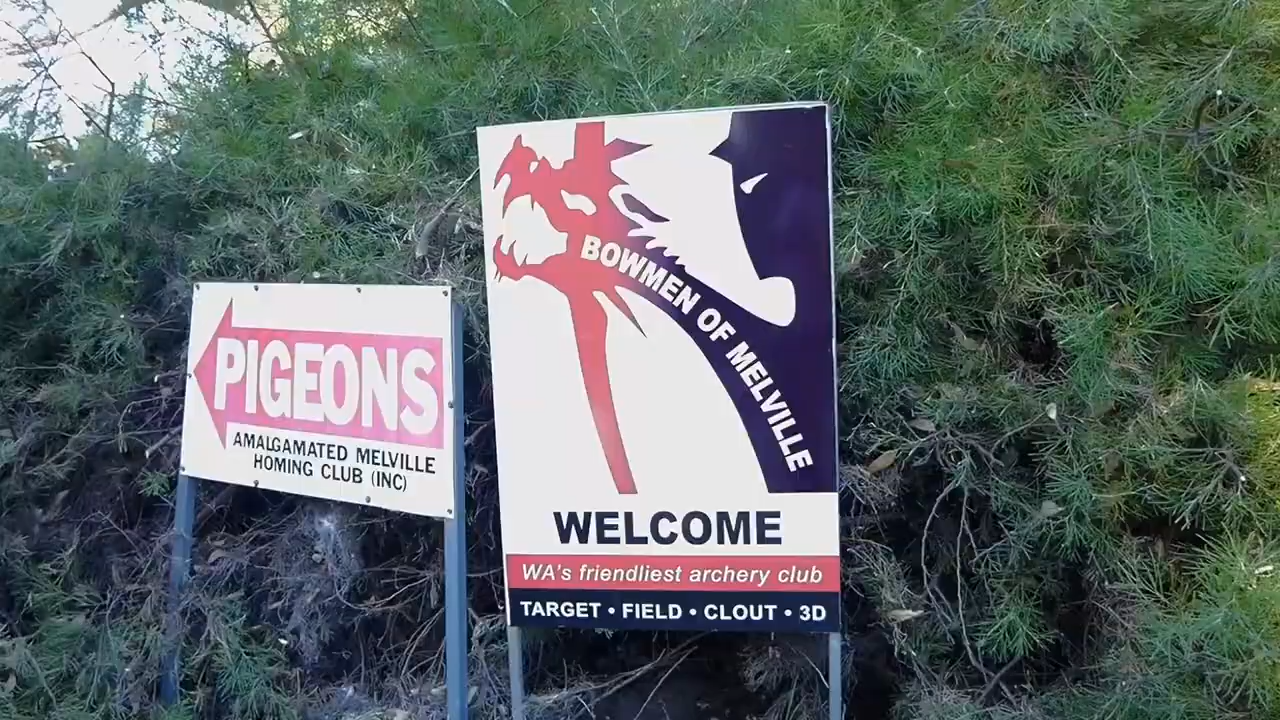 PIGEONS
AMALGAMATED MELVILLE
HOMING CLUB (INC)
BOWMEN OF MELVILLE
WELCOME
WA's friendliest archery club
TARGET • FIELD • CLOUT • 3D